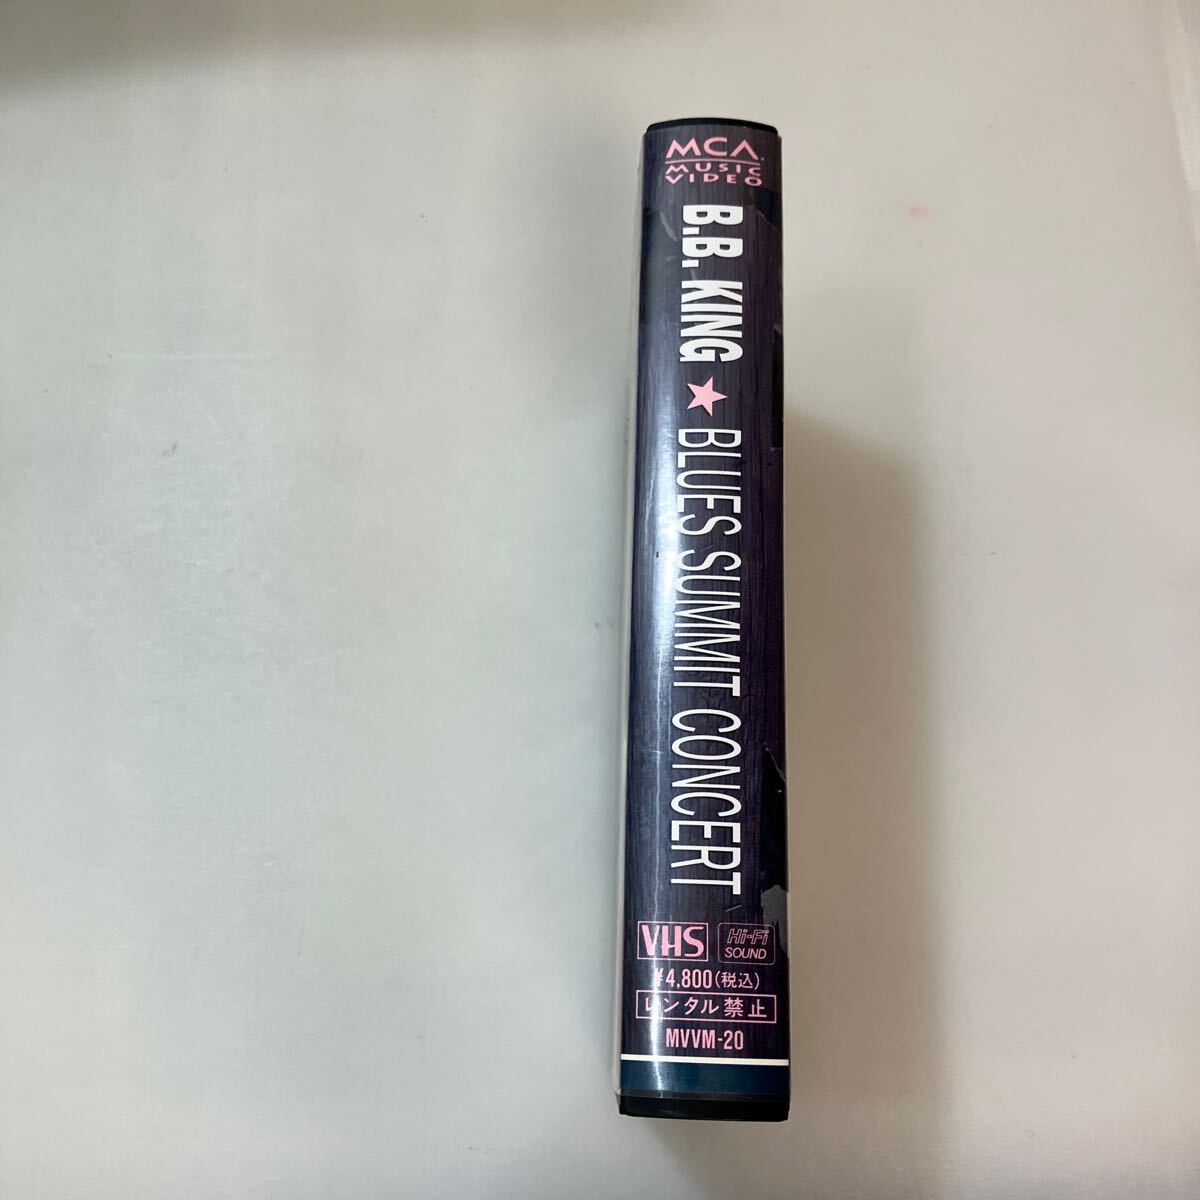 MCA
MUSIC
VIDEO
B.B. KING ★ BLUES SUMMIT CONCERT
VHS
Hi-Fi
SOUND
¥4,800(税込)
レンタル禁止
MVVM-20